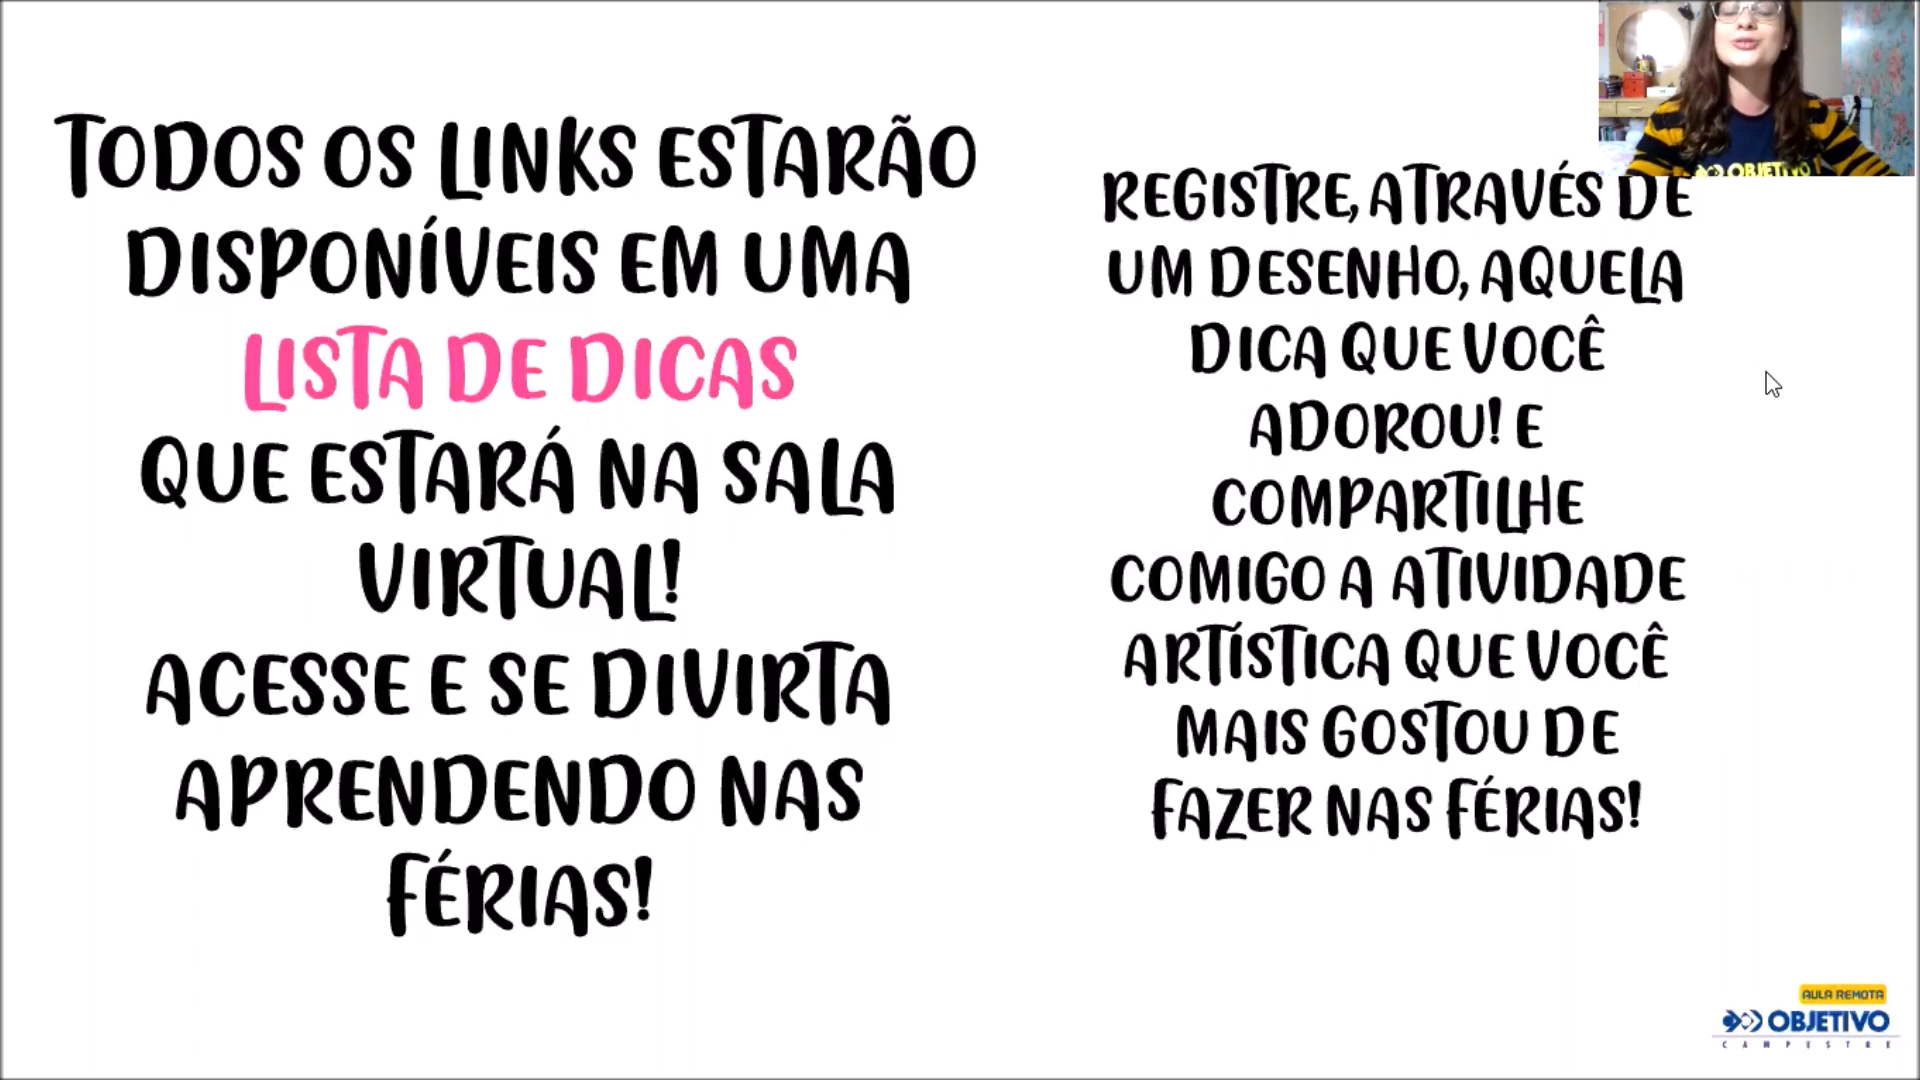 TODOS OS LINKS ESTARÃO
DISPONÍVEIS EM UMA
LISTA DE DICAS
QUE ESTARÁ NA SALA
VIRTUAL!
ACESSE E SE DIVIRTA
APRENDENDO NAS
FÉRIAS!
REGISTRE, ATRAVÉS DE
UM DESENHO, AQUELA
DICA QUE VOCÊ
ADOROU! E
COMPARTILHE
COMIGO A ATIVIDADE
ARTÍSTICA QUE VOCÊ
MAIS GOSTOU DE
FAZER NAS FÉRIAS!
OBJETIVO
AULA REMOTA
OBJETIVO
CAMPESTRE